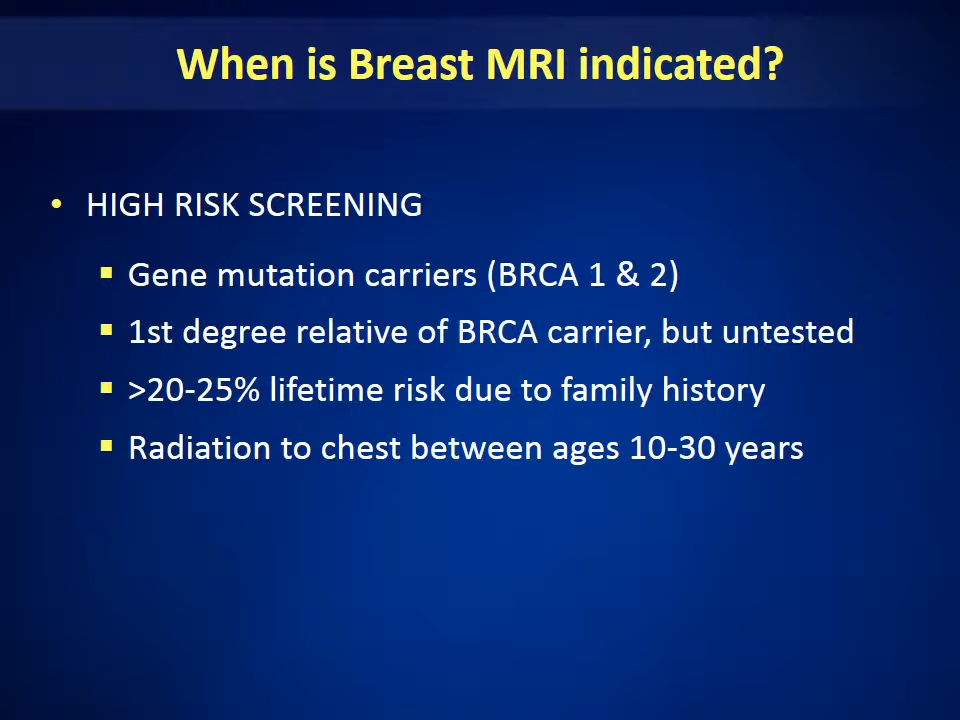 When is Breast MRI indicated?
• HIGH RISK SCREENING
▪ Gene mutation carriers (BRCA 1 & 2)
▪ 1st degree relative of BRCA carrier, but untested
▪ >20-25% lifetime risk due to family history
▪ Radiation to chest between ages 10-30 years